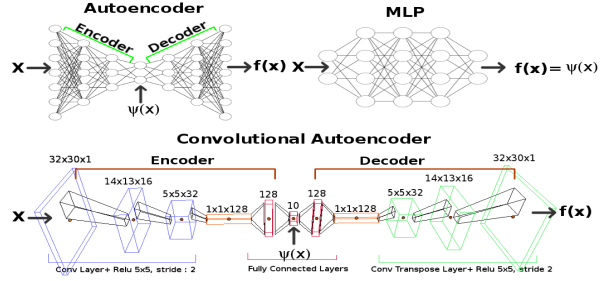 Autoencoder
MLP
Encoder
Decoder
X
f(x)
X
f(x)= ψ(x)
ψ(x)
Convolutional Autoencoder
32x30x1
Encoder
Decoder
32x30x1
14x13x16
14x13x16
5x5x32
5x5x32
1x1x128
128
10
128
1x1x128
X
f(x)
ψ(x)
Conv Layer+ Relu 5x5, stride : 2
Fully Connected Layers
Conv Transpose Layer+ Relu 5x5, stride 2